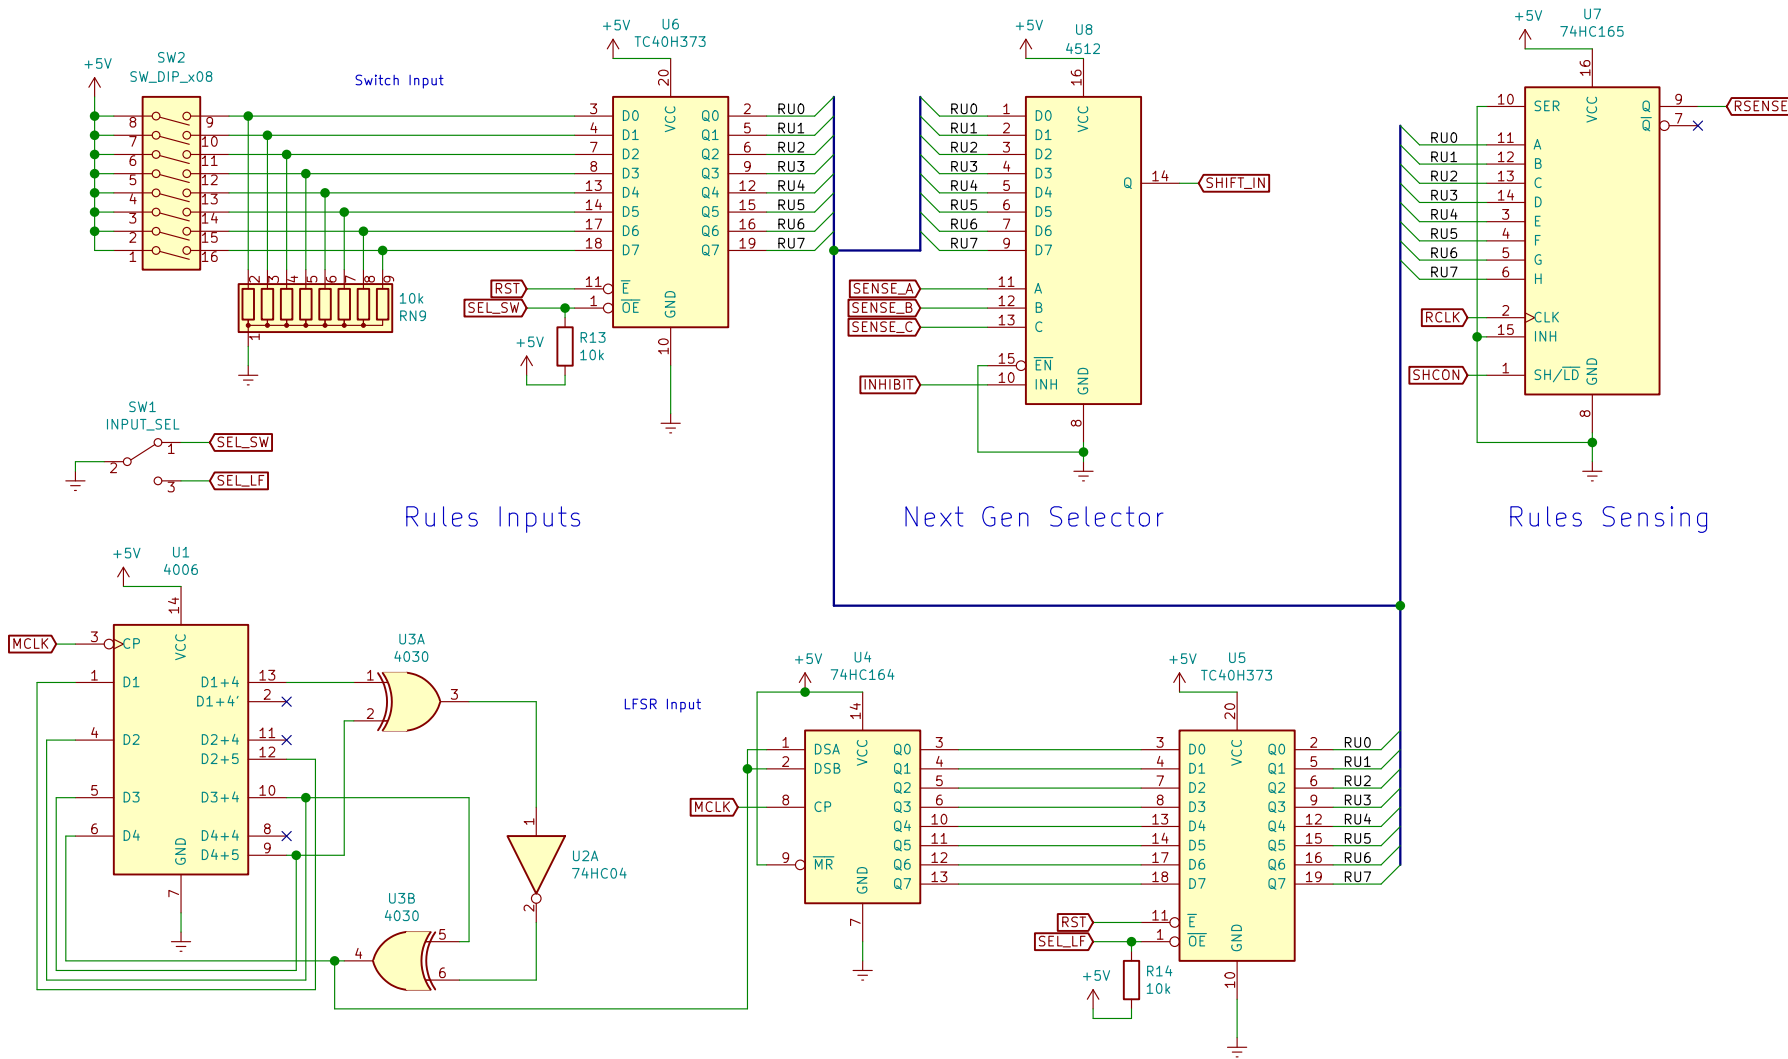 +5V
SW2
SW_DIP_x08
8 9
7 10
6 11
5 12
4 13
3 14
2 15
1 16
Switch Input
2 3 4 5 6 7 8 9
1
10k
RN9
+5V
U6
TC40H373
20
VCC
3 D0 Q0 2 RU0
4 D1 Q1 5 RU1
7 D2 Q2 6 RU2
8 D3 Q3 9 RU3
13 D4 Q4 12 RU4
14 D5 Q5 15 RU5
17 D6 Q6 16 RU6
18 D7 Q7 19 RU7
RST 11 E
SEL_SW 1 OE
GND
10
+5V
R13
10k
+5V
U8
4512
16
VCC
RU0 1 D0
RU1 2 D1
RU2 3 D2
RU3 4 D3
RU4 5 D4
RU5 6 D5
RU6 7 D6
RU7 9 D7
Q 14 SHIFT_IN
SENSE_A 11 A
SENSE_B 12 B
SENSE_C 13 C
15 EN
INHIBIT 10 INH
GND
8
+5V
U7
74HC165
16
VCC
10 SER Q 9 RSENSE
Q 7
RU0 11 A
RU1 12 B
RU2 13 C
RU3 14 D
RU4 3 E
RU5 4 F
RU6 5 G
RU7 6 H
RCLK 2 CLK
15 INH
SHCON 1 SH/LD
GND
8
SW1
INPUT_SEL
1 SEL_SW
2
3 SEL_LF
Rules Inputs
Next Gen Selector
Rules Sensing
+5V
U1
4006
14
VCC
MCLK 3 CP
1 D1 D1+4 13
D1+4' 2
4 D2 D2+4 11
D2+5 12
5 D3 D3+4 10
6 D4 D4+4 8
D4+5 9
GND
7
U3A
4030
1
2
3
1
U2A
74HC04
2
U3B
4030
5
4
6
LFSR Input
+5V
U4
74HC164
14
VCC
1 DSA Q0 3
2 DSB Q1 4
Q2 5
MCLK 8 CP Q3 6
Q4 10
Q5 11
9 MR Q6 12
Q7 13
GND
7
+5V
U5
TC40H373
20
VCC
3 D0 Q0 2 RU0
4 D1 Q1 5 RU1
7 D2 Q2 6 RU2
8 D3 Q3 9 RU3
13 D4 Q4 12 RU4
14 D5 Q5 15 RU5
17 D6 Q6 16 RU6
18 D7 Q7 19 RU7
RST 11 E
SEL_LF 1 OE
GND
10
+5V
R14
10k